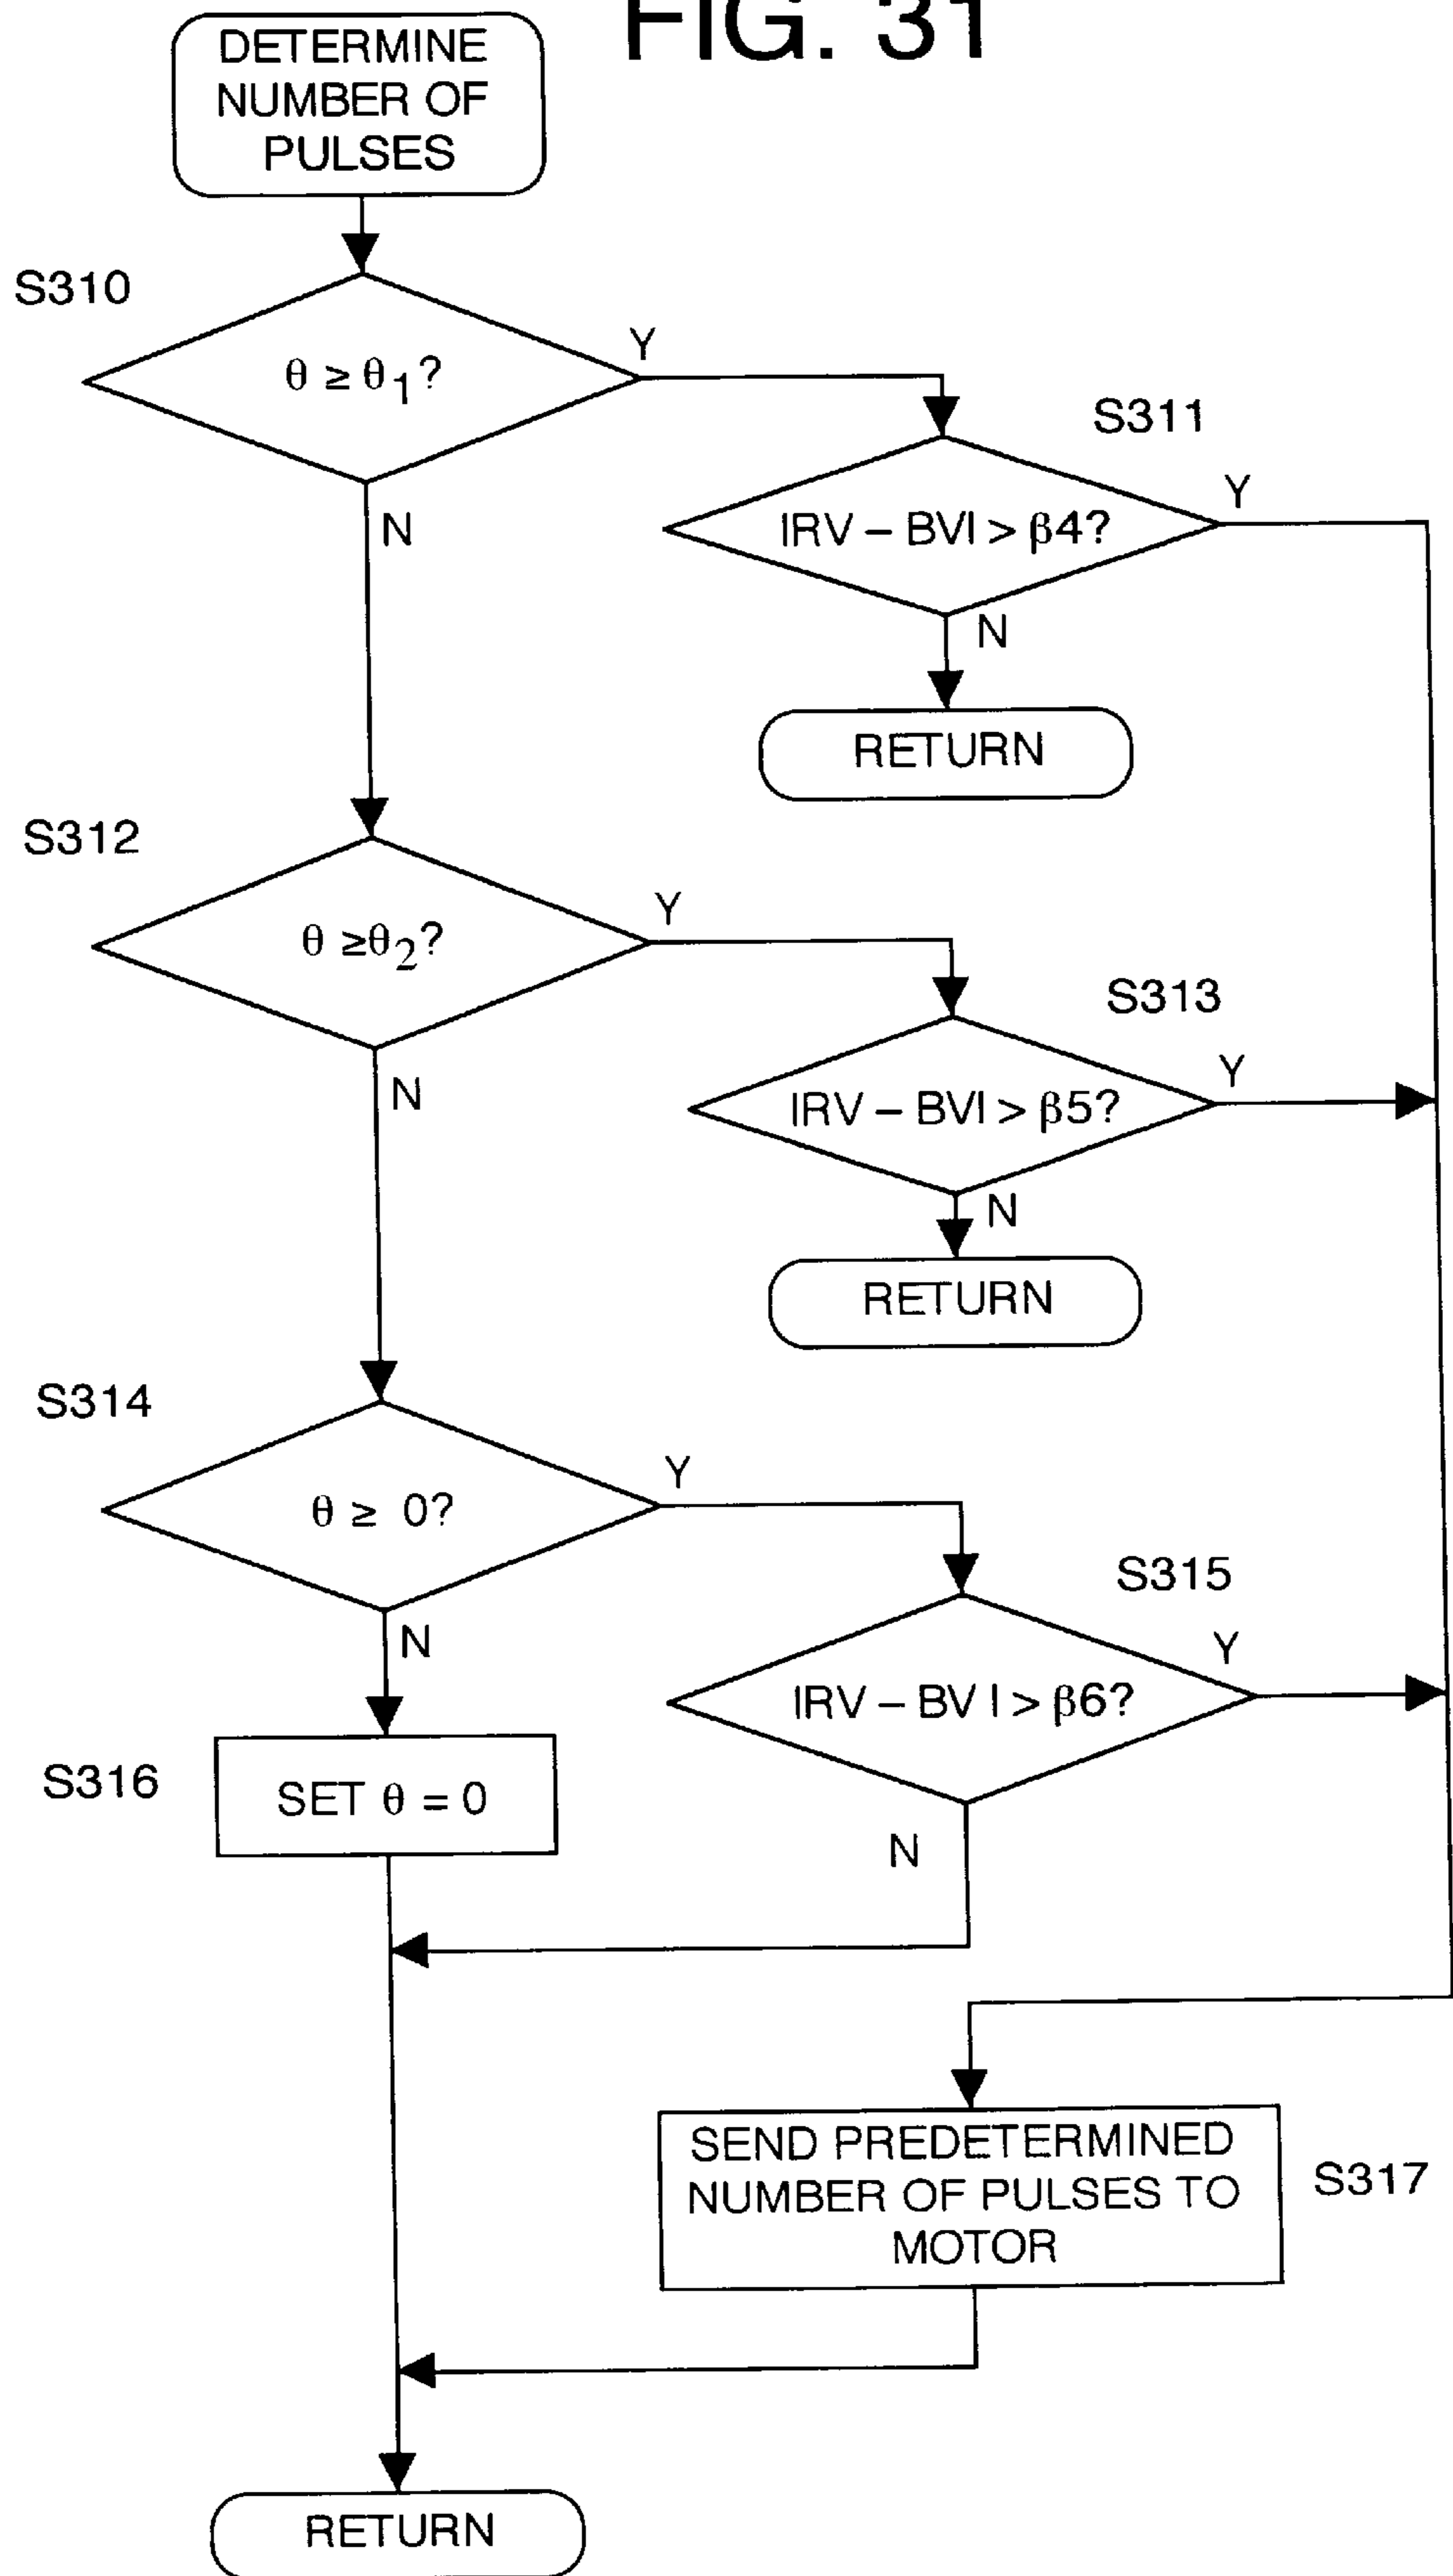 FIG. 31
DETERMINE
NUMBER OF
PULSES
S310
θ ≥ θ1?
Y
N
S311
IRV – BVI > β4?
Y
N
RETURN
S312
θ ≥θ2?
Y
N
S313
IRV – BVI > β5?
Y
N
RETURN
S314
θ ≥ 0?
Y
N
S315
IRV – BV I > β6?
Y
N
S316
SET θ = 0
SEND PREDETERMINED
NUMBER OF PULSES TO
MOTOR
S317
RETURN